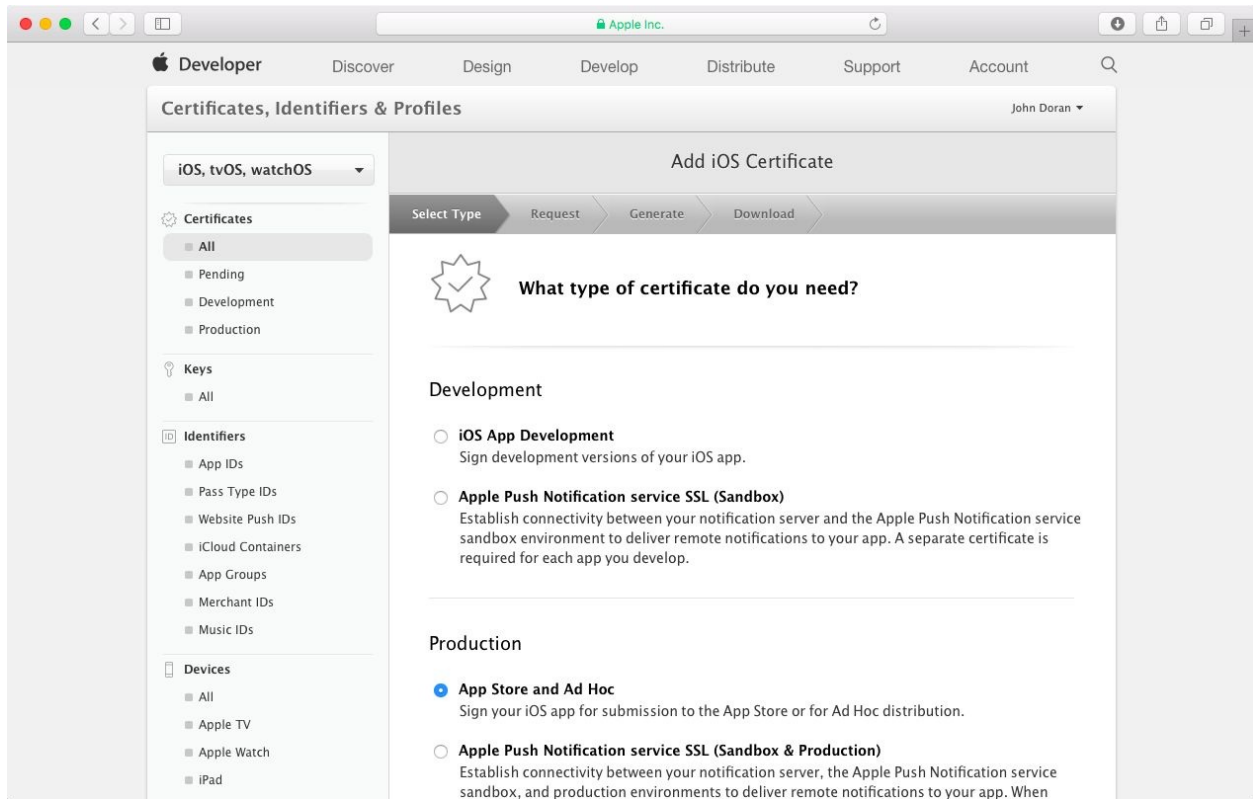 Apple Inc.
Developer
Discover
Design
Develop
Distribute
Support
Account
Certificates, Identifiers & Profiles
John Doran
iOS, tvOS, watchOS
Certificates
All
Pending
Development
Production
Keys
All
ID Identifiers
App IDs
Pass Type IDs
Website Push IDs
iCloud Containers
App Groups
Merchant IDs
Music IDs
Devices
All
Apple TV
Apple Watch
iPad
Add iOS Certificate
Select Type
Request
Generate
Download
What type of certificate do you need?
Development
iOS App Development
Sign development versions of your iOS app.
Apple Push Notification service SSL (Sandbox)
Establish connectivity between your notification server and the Apple Push Notification service
sandbox environment to deliver remote notifications to your app. A separate certificate is
required for each app you develop.
Production
App Store and Ad Hoc
Sign your iOS app for submission to the App Store or for Ad Hoc distribution.
Apple Push Notification service SSL (Sandbox & Production)
Establish connectivity between your notification server, the Apple Push Notification service
sandbox, and production environments to deliver remote notifications to your app. When